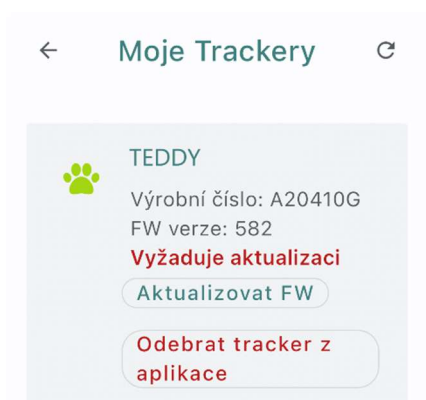 Moje Trackery
TEDDY
Výrobní číslo: A20410G
FW verze: 582
Vyžaduje aktualizaci
Aktualizovat FW
Odebrat tracker z
aplikace